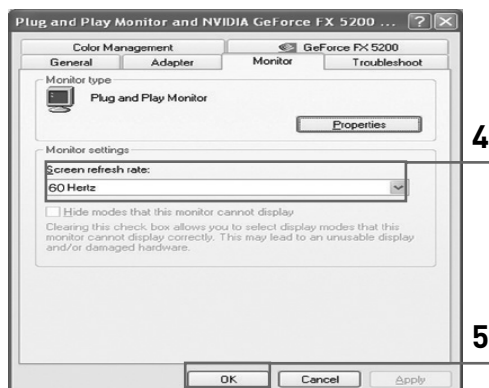 Plug and Play Monitor and NVIDIA GeForce FX 5200 ...
Color Management
GeForce FX 5200
General
Adapter
Monitor
Troubleshoot
Monitor type
Plug and Play Monitor
Properties
4
Monitor settings
Screen refresh rate:
60 Hertz
Hide modes that this monitor cannot display
Clearing this check box allows you to select display modes that this
monitor cannot display correctly. This may lead to an unusable display
and/or damaged hardware.
5
OK
Cancel
Apply